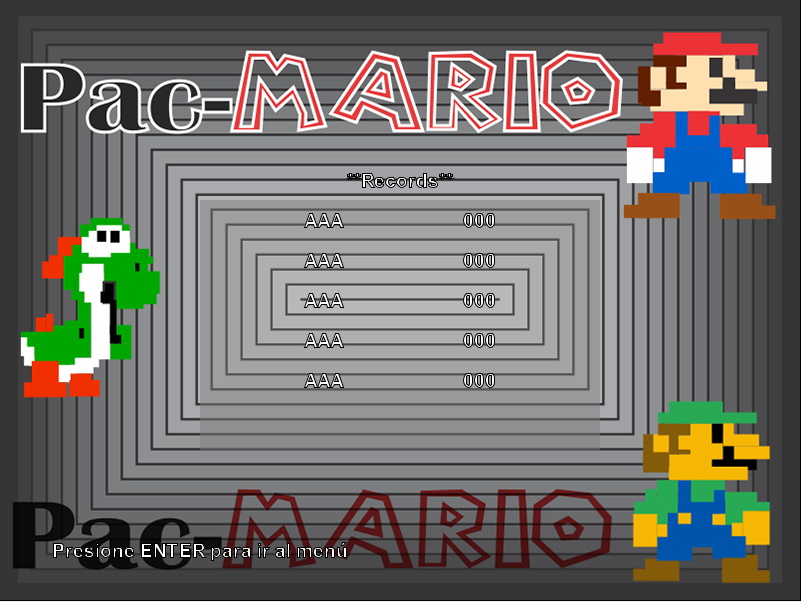 Pac-MARIO
**Records**
AAA 000
AAA 000
AAA 000
AAA 000
AAA 000
Pac-MARIO
Presione ENTER para ir al menú